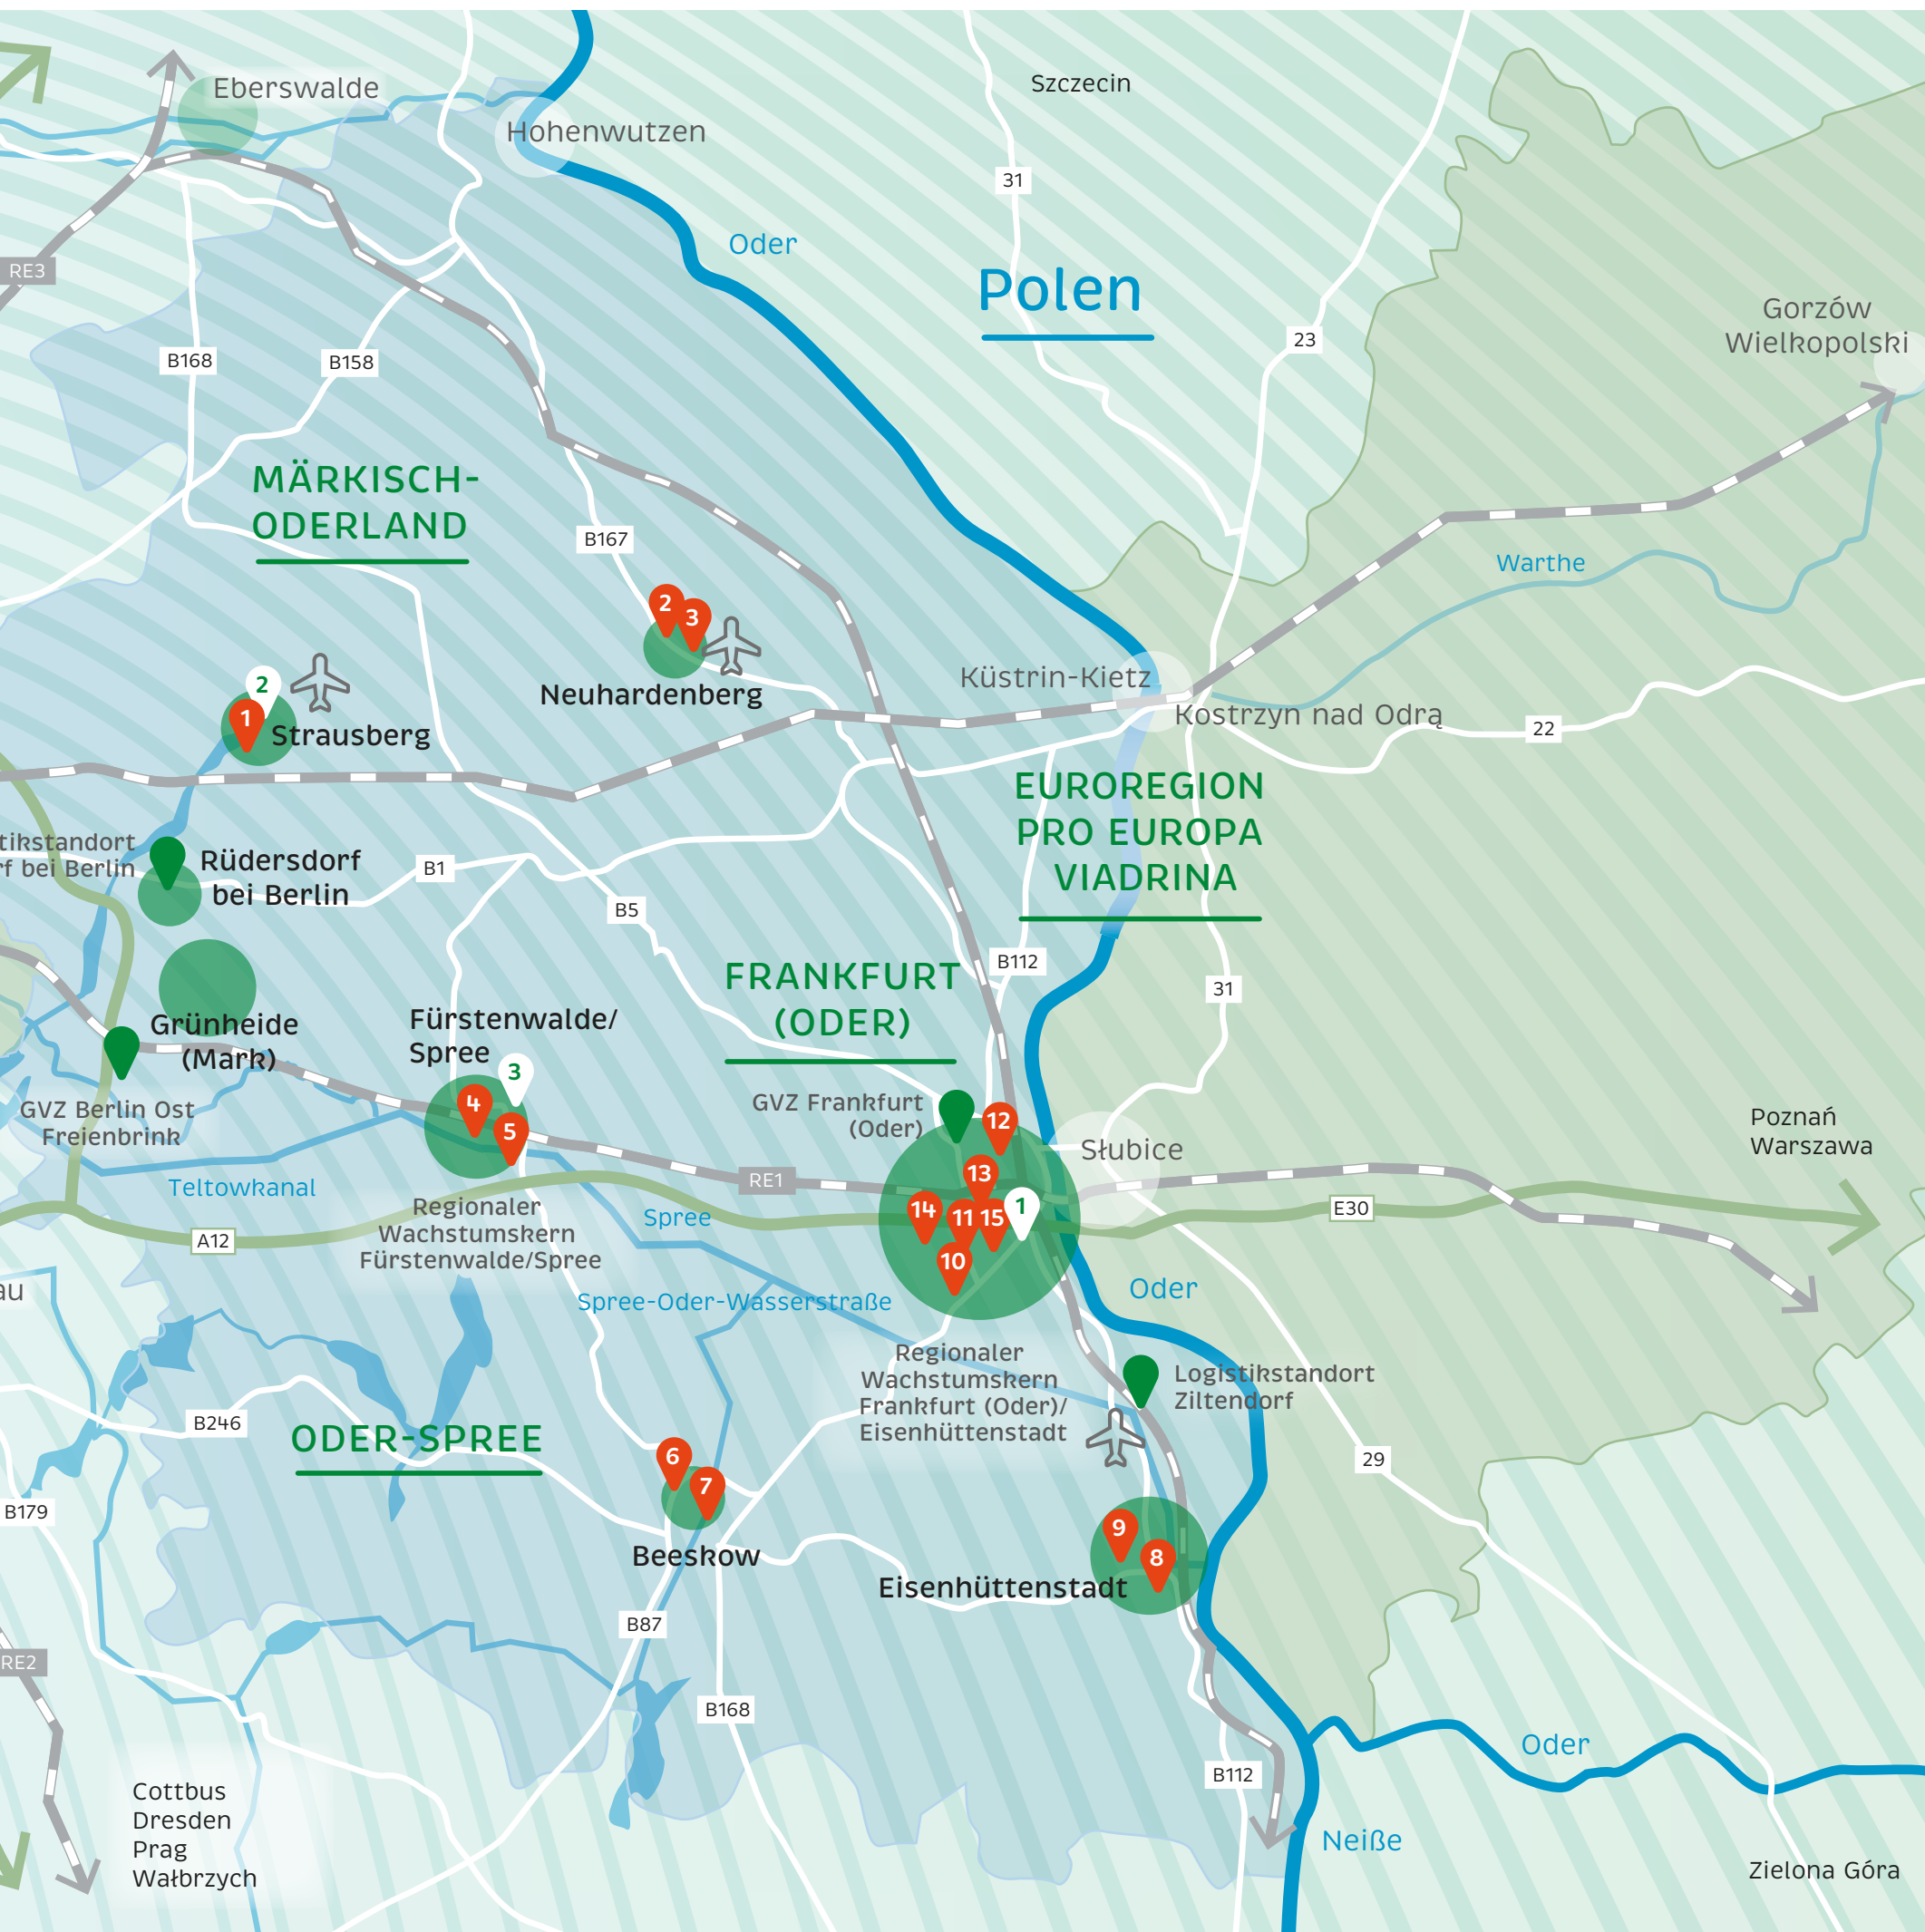 Eberswalde
Szczecin
Hohenwutzen
31
Oder
RE3
Polen
Gorzów
Wielkopolski
23
B168
B158
MÄRKISCH-
ODERLAND
B167
Warthe
2
3
Küstrin-Kietz
2
Neuhardenberg
1
Strausberg
Kostrzyn nad Odrą
22
EUROREGION
PRO EUROPA
VIADRINA
tikstandort
rf bei Berlin
Rüdersdorf
bei Berlin
B1
B5
FRANKFURT
(ODER)
B112
31
Grünheide
(Mark)
Fürstenwalde/
Spree
3
4
5
GVZ Berlin Ost
Freienbrink
GVZ Frankfurt
(Oder)
12
Poznań
Warszawa
Słubice
13
RE1
Teltowkanal
14
11
15
1
10
Regionaler
Wachstumskern
Fürstenwalde/Spree
Spree
E30
A12
au
Spree-Oder-Wasserstraße
Oder
Regionaler
Wachstumskern
Frankfurt (Oder)/
Eisenhüttenstadt
Logistikstandort
Ziltendorf
B246
ODER-SPREE
6
7
29
B179
9
8
Beeskow
Eisenhüttenstadt
B87
RE2
B168
Oder
B112
Cottbus
Dresden
Prag
Wałbrzych
Neiße
Zielona Góra